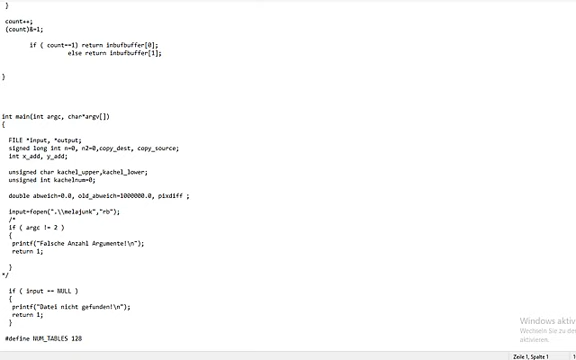 }
count++;
(count)&=1;
if ( count==1) return inbufbuffer[0];
else return inbufbuffer[1];
}
int main(int argc, char*argv[])
{
FILE *input, *output;
signed long int n=0, n2=0,copy_dest, copy_source;
int x_add, y_add;
unsigned char kachel_upper,kachel_lower;
unsigned int kachelnum=0;
double abweich=0.0, old_abweich=1000000.0, pixdiff ;
input=fopen(".\\melajunk","rb");
/*
if ( argc != 2 )
{
printf("Falsche Anzahl Argumente!\n");
return 1;
}
*/
if ( input == NULL )
{
printf("Datei nicht gefunden!\n");
return 1;
}
#define NUM_TABLES 128
Windows aktiv
Wechseln Sie zu de
aktivieren.
Zeile 1, Spalte 1
1